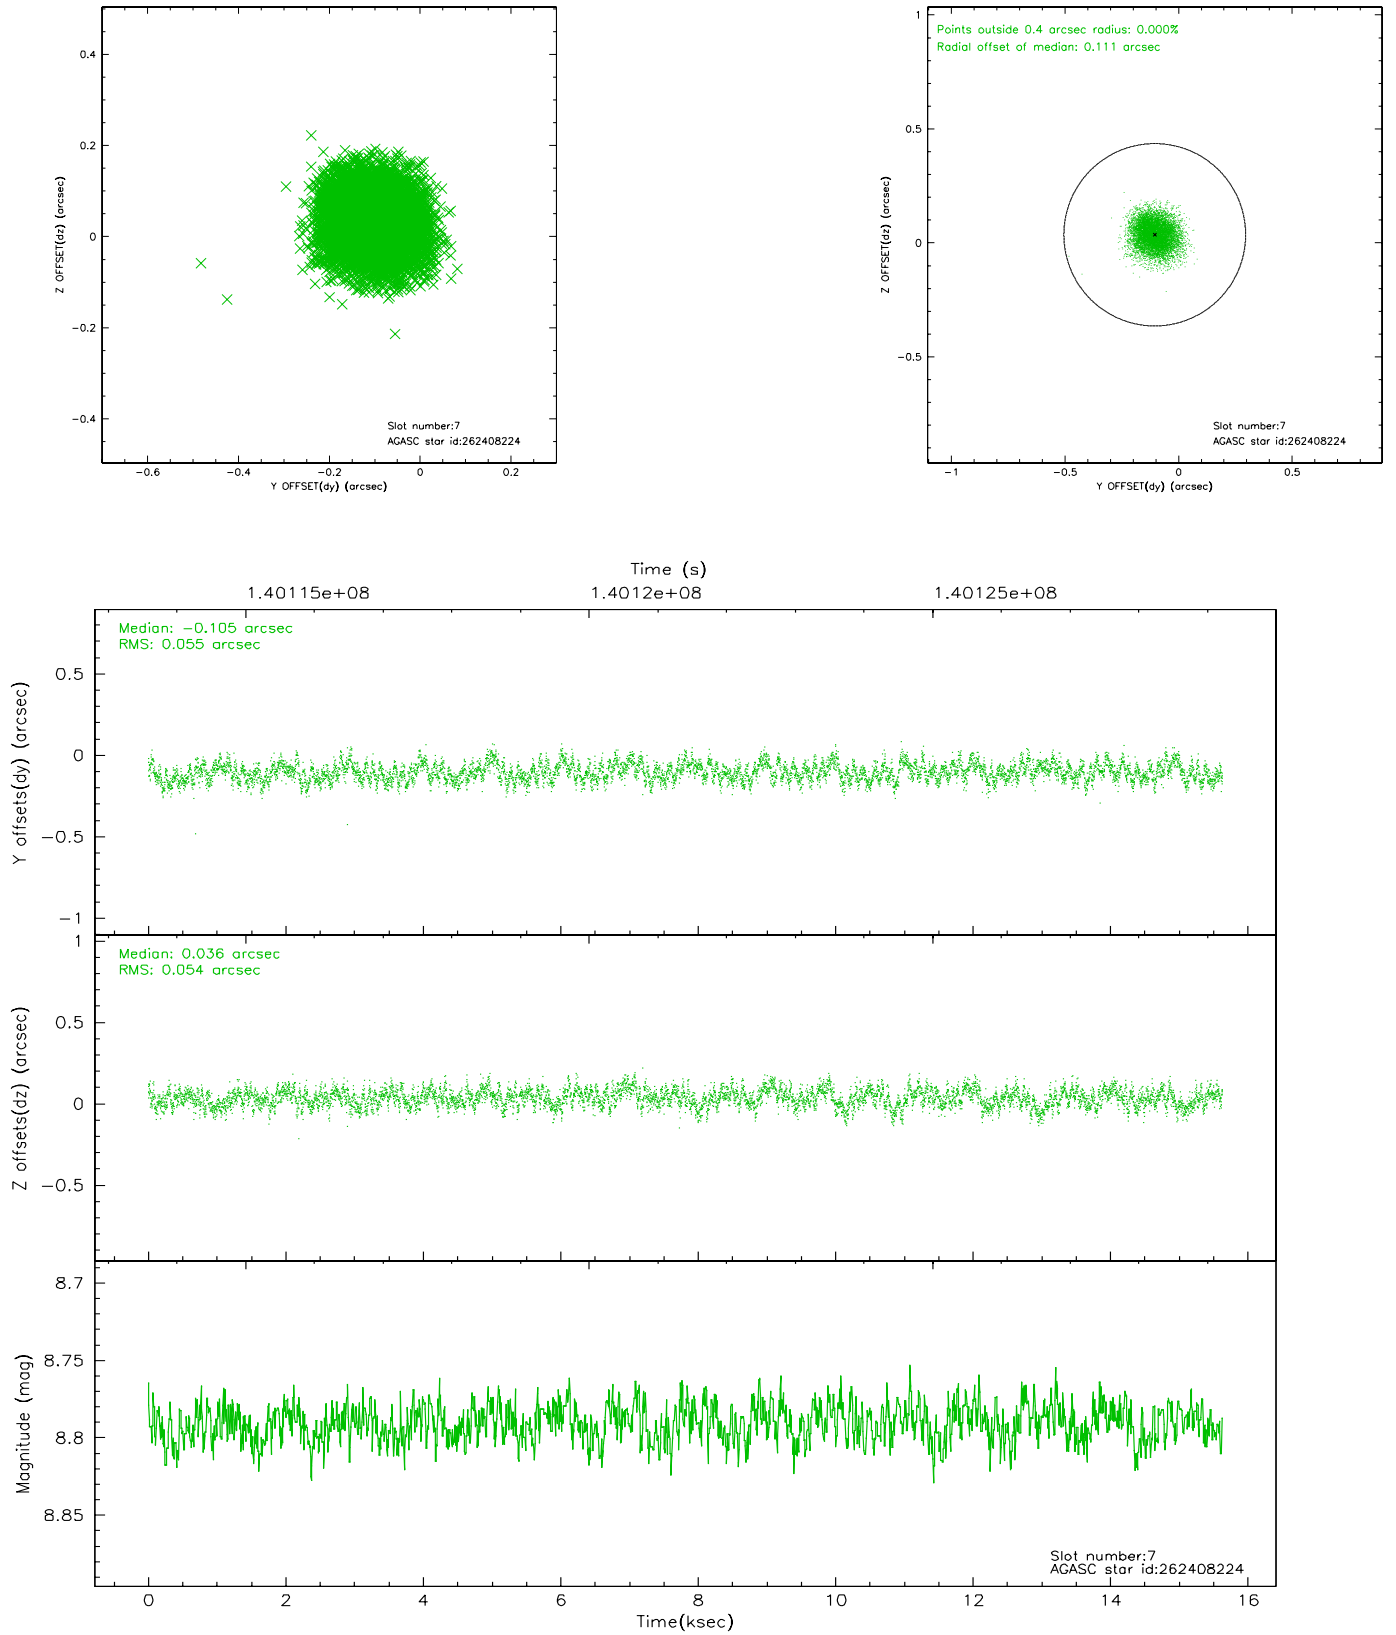 0.4
0.2
0
−0.2
−0.4
Z OFFSET(dz) (arcsec)
Slot number:7
AGASC star id:262408224
−0.6 −0.4 −0.2 0 0.2
Y OFFSET(dy) (arcsec)
Points outside 0.4 arcsec radius: 0.000%
Radial offset of median: 0.111 arcsec
1
0.5
0
−0.5
Z OFFSET(dz) (arcsec)
Slot number:7
AGASC star id:262408224
−1 −0.5 0 0.5
Y OFFSET(dy) (arcsec)
Time (s)
1.40115e+08 1.4012e+08 1.40125e+08
Median: −0.105 arcsec
RMS: 0.055 arcsec
0.5
0
−0.5
−1
Y offsets(dy) (arcsec)
Median: 0.036 arcsec
RMS: 0.054 arcsec
1
0.5
0
−0.5
Z offsets(dz) (arcsec)
8.7
8.75
8.8
8.85
Magnitude (mag)
Slot number:7
AGASC star id:262408224
0 2 4 6 8 10 12 14 16
Time(ksec)